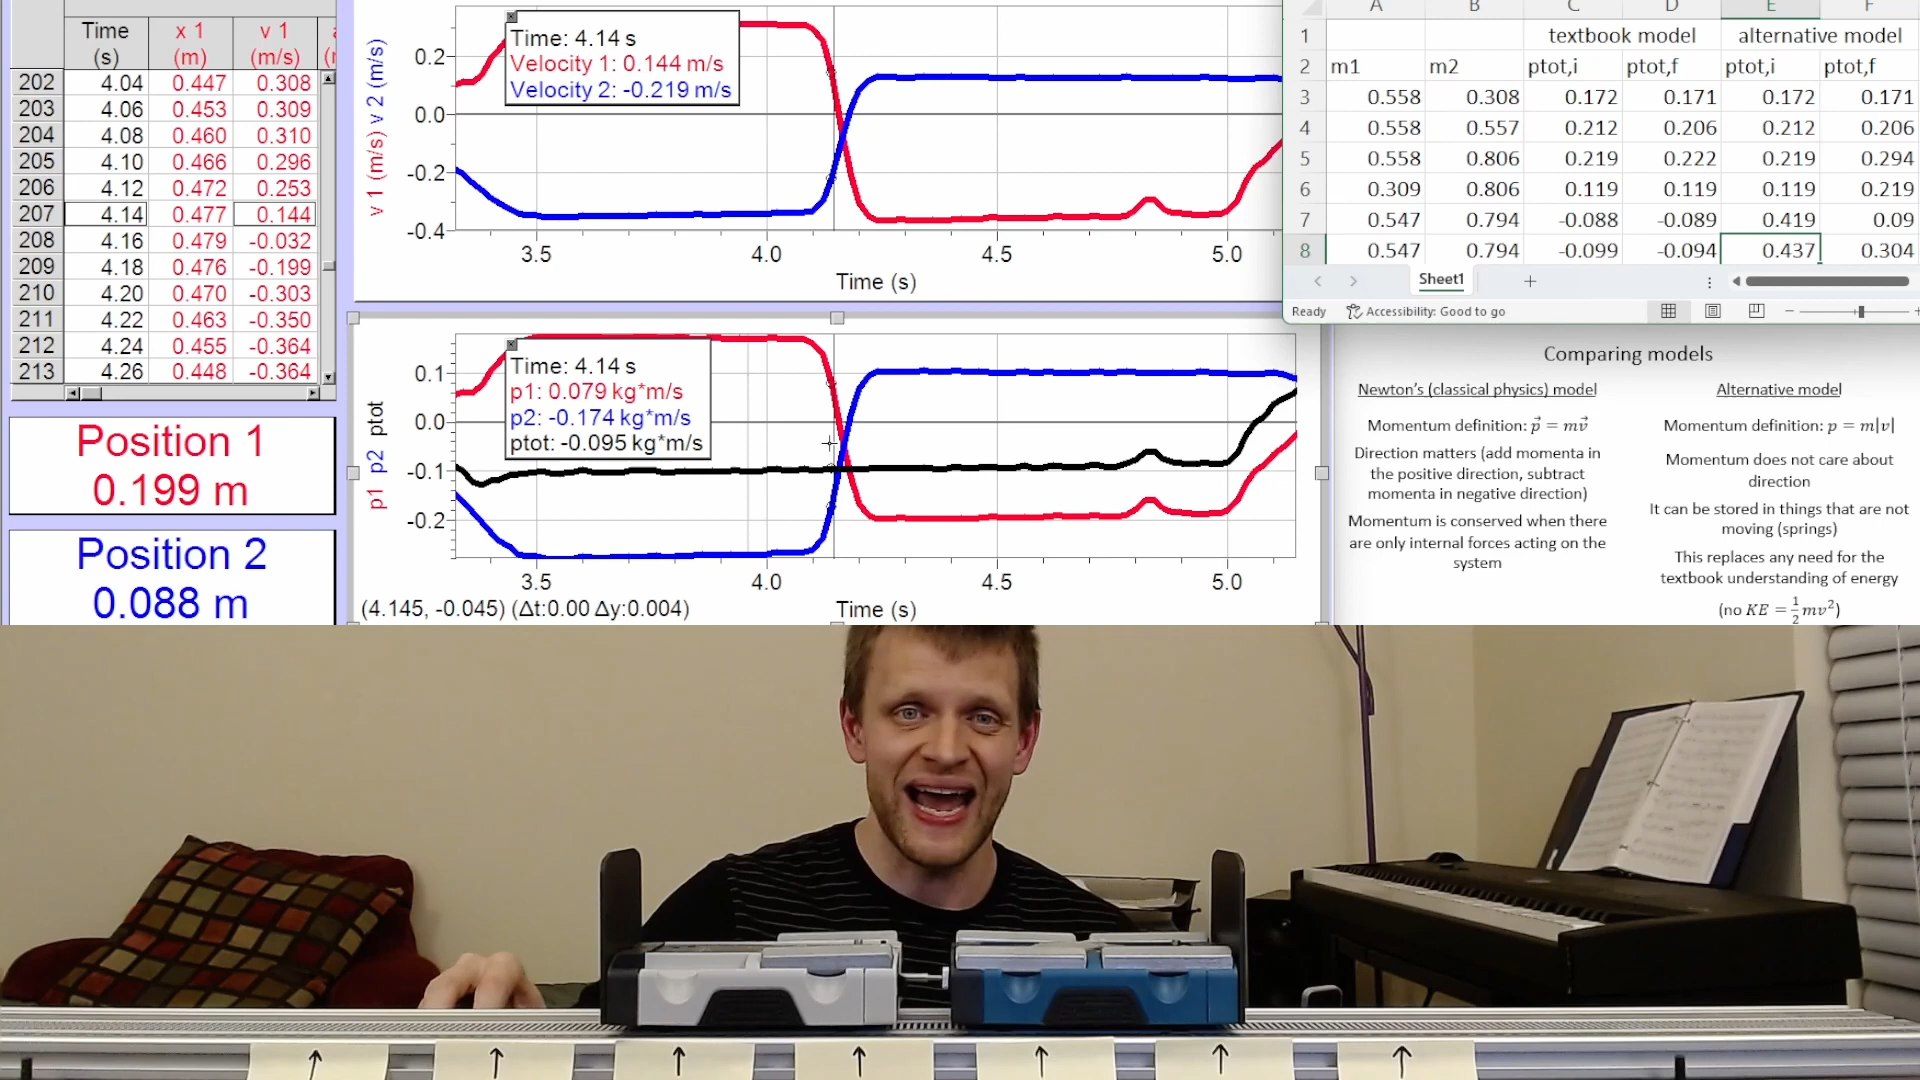 Time
(s)
x 1
(m)
v 1
(m/s)
202 4.04 0.447 0.308
203 4.06 0.453 0.309
204 4.08 0.460 0.310
205 4.10 0.466 0.296
206 4.12 0.472 0.253
207 4.14 0.477 0.144
208 4.16 0.479 -0.032
209 4.18 0.476 -0.199
210 4.20 0.470 -0.303
211 4.22 0.463 -0.350
212 4.24 0.455 -0.364
213 4.26 0.448 -0.364
Position 1
0.199 m
Position 2
0.088 m
v 1 (m/s) v 2 (m/s)
0.2
0.0
-0.2
-0.4
Time: 4.14 s
Velocity 1: 0.144 m/s
Velocity 2: -0.219 m/s
3.5 4.0 4.5 5.0
Time (s)
p1 p2 ptot
0.1
0.0
-0.1
-0.2
Time: 4.14 s
p1: 0.079 kg*m/s
p2: -0.174 kg*m/s
ptot: -0.095 kg*m/s
3.5 4.0 4.5 5.0
(4.145, -0.045) (Δt:0.00 Δy:0.004)
Time (s)
A B C D E F
1 textbook model alternative model
2 m1 m2 ptot,i ptot,f ptot,i ptot,f
3 0.558 0.308 0.172 0.171 0.172 0.171
4 0.558 0.557 0.212 0.206 0.212 0.206
5 0.558 0.806 0.219 0.222 0.219 0.294
6 0.309 0.806 0.119 0.119 0.119 0.219
7 0.547 0.794 -0.088 -0.089 0.419 0.09
8 0.547 0.794 -0.099 -0.094 0.437 0.304
Sheet1
Ready Accessibility: Good to go
Comparing models
Newton's (classical physics) model
Momentum definition: p⃗ = mv⃗
Direction matters (add momenta in
the positive direction, subtract
momenta in negative direction)
Momentum is conserved when there
are only internal forces acting on the
system
Alternative model
Momentum definition: p = m|v|
Momentum does not care about
direction
It can be stored in things that are not
moving (springs)
This replaces any need for the
textbook understanding of energy
(no KE = 1/2 mv²)